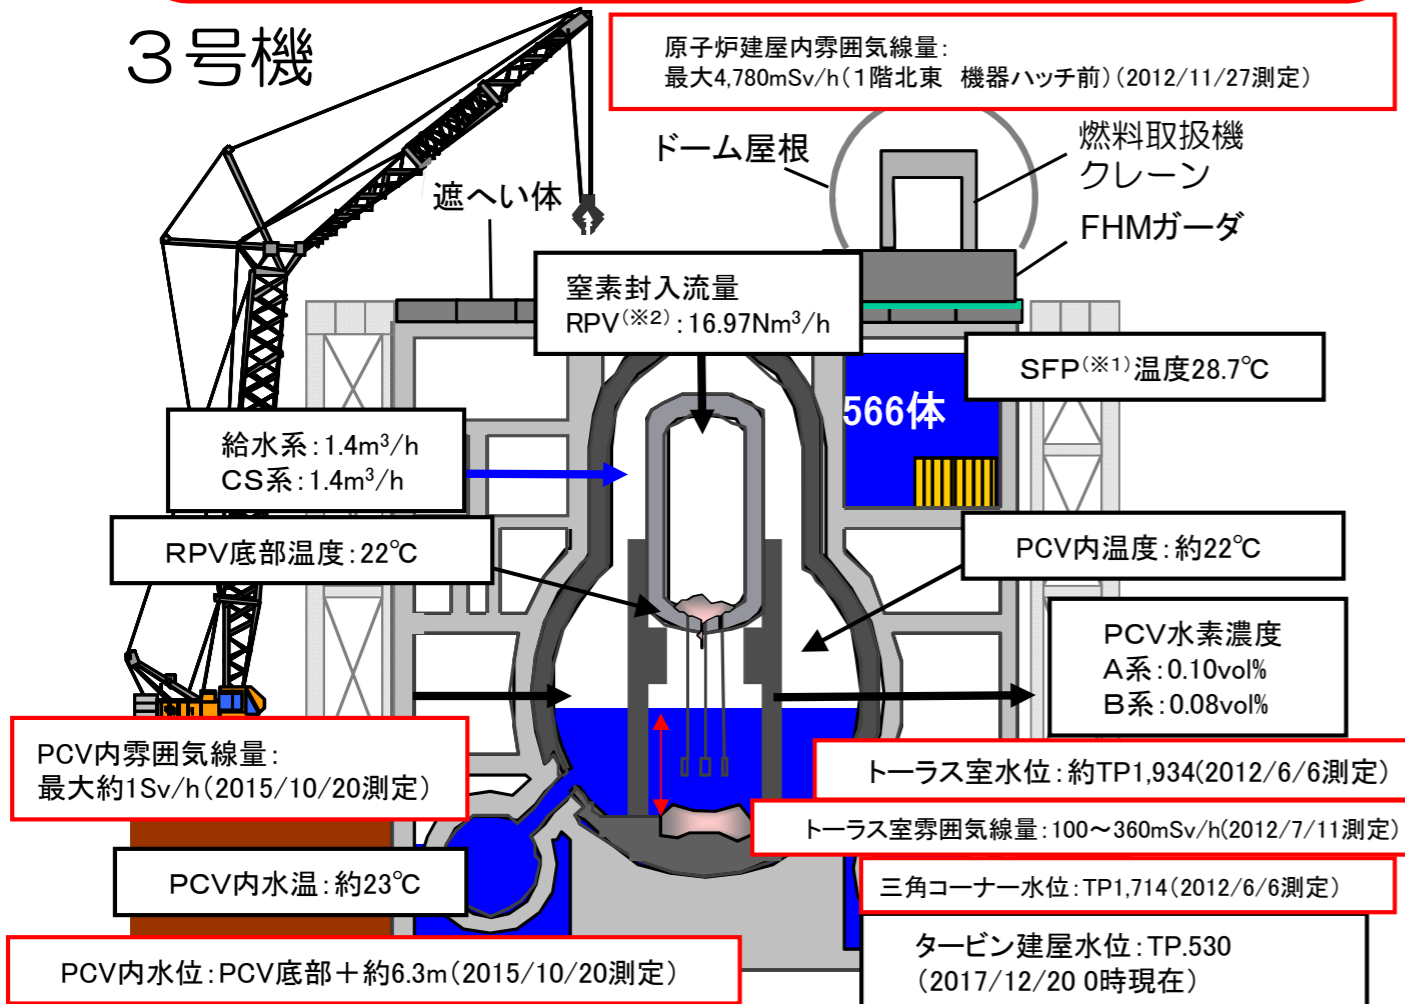 3号機
原子炉建屋内雰囲気線量:
最大4,780mSv/h(1階北東 機器ハッチ前)(2012/11/27測定)
ドーム屋根
燃料取扱機
クレーン
遮へい体
FHMガーダ
窒素封入流量
RPV(※2):16.97Nm³/h
SFP(※1)温度28.7℃
566体
給水系:1.4m³/h
CS系:1.4m³/h
RPV底部温度:22℃
PCV内温度:約22℃
PCV水素濃度
A系:0.10vol%
B系:0.08vol%
PCV内雰囲気線量:
最大約1Sv/h(2015/10/20測定)
トーラス室水位:約TP1,934(2012/6/6測定)
トーラス室雰囲気線量:100~360mSv/h(2012/7/11測定)
PCV内水温:約23℃
三角コーナー水位:TP1,714(2012/6/6測定)
PCV内水位:PCV底部+約6.3m(2015/10/20測定)
タービン建屋水位:TP.530
(2017/12/20 0時現在)